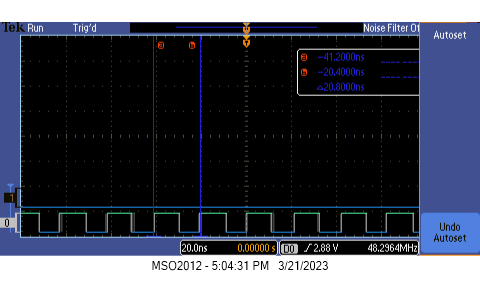 Tek Run Trig'd Noise Filter Of
Autoset
a −41.2000ns
b −20.4000ns
△20.8000ns
1
0
Undo
Autoset
20.0ns 0.00000 s D0 2.88 V 48.2964MHz
MSO2012 - 5:04:31 PM 3/21/2023